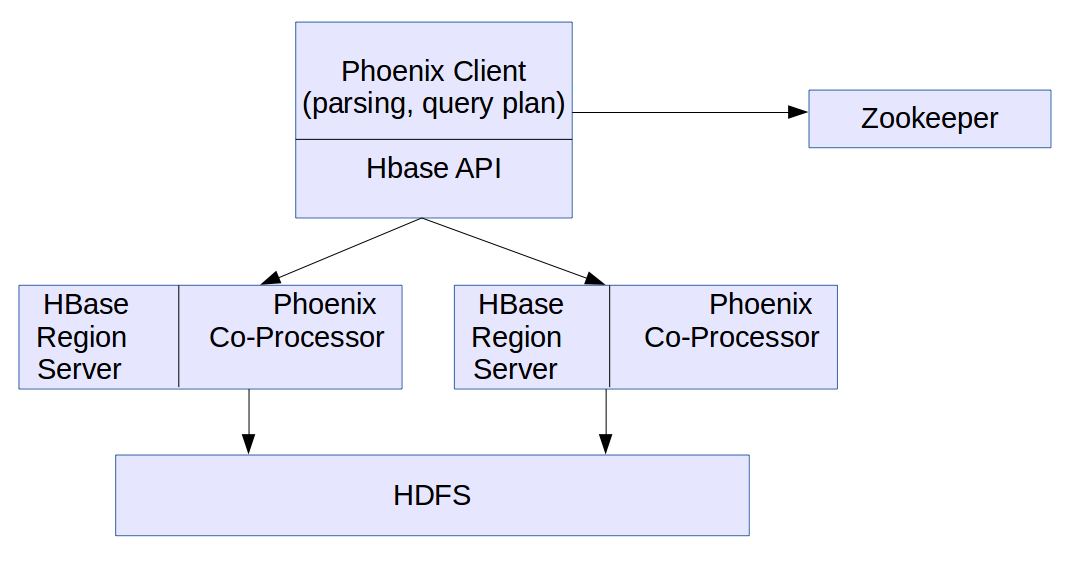 Phoenix Client
(parsing, query plan)
Zookeeper
Hbase API
HBase
Region
Server
Phoenix
Co-Processor
HBase
Region
Server
Phoenix
Co-Processor
HDFS